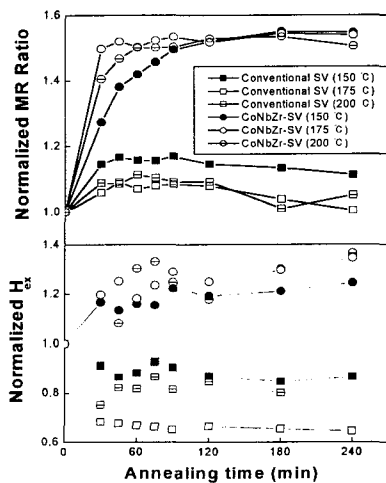 Normalized MR Ratio
1.6
1.4
1.2
1.0
Conventional SV (150 ℃)
Conventional SV (175 ℃)
Conventional SV (200 ℃)
CoNbZr-SV (150 ℃)
CoNbZr-SV (175 ℃)
CoNbZr-SV (200 ℃)
Normalized Hex
1.4
1.2
1.0
0.8
0.6
0 60 120 180 240
Annealing time (min)